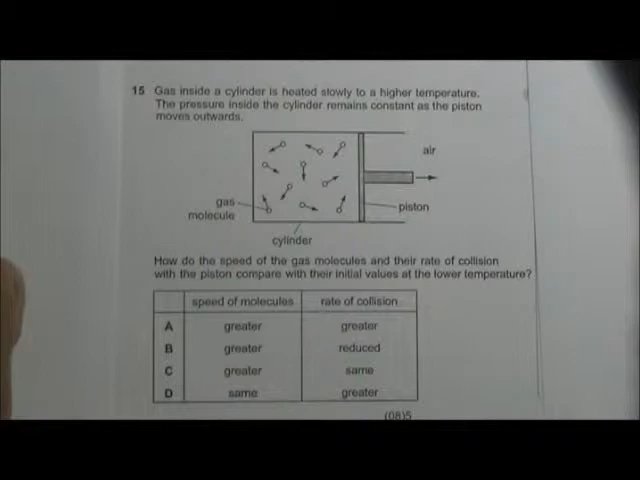 15 Gas inside a cylinder is heated slowly to a higher temperature.
The pressure inside the cylinder remains constant as the piston
moves outwards.
air
gas
molecule
piston
cylinder
How do the speed of the gas molecules and their rate of collision
with the piston compare with their initial values at the lower temperature?
speed of molecules rate of collision
A greater greater
B greater reduced
C greater same
D same greater
(08)5